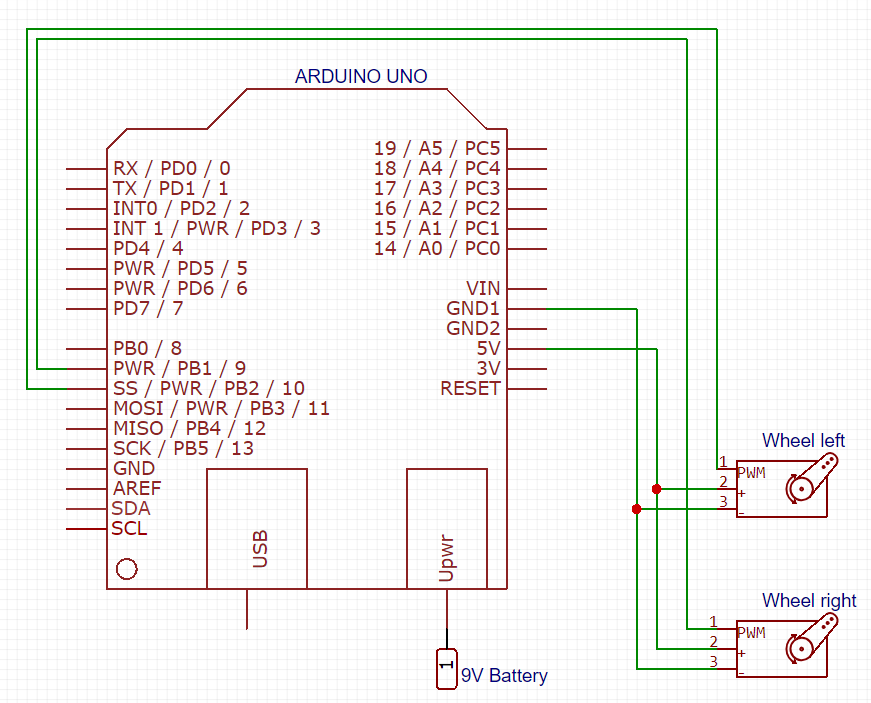 ARDUINO UNO
RX / PD0 / 0
TX / PD1 / 1
INT0 / PD2 / 2
INT 1 / PWR / PD3 / 3
PD4 / 4
PWR / PD5 / 5
PWR / PD6 / 6
PD7 / 7
PB0 / 8
PWR / PB1 / 9
SS / PWR / PB2 / 10
MOSI / PWR / PB3 / 11
MISO / PB4 / 12
SCK / PB5 / 13
GND
AREF
SDA
SCL
19 / A5 / PC5
18 / A4 / PC4
17 / A3 / PC3
16 / A2 / PC2
15 / A1 / PC1
14 / A0 / PC0
VIN
GND1
GND2
5V
3V
RESET
USB
Upwr
1
9V Battery
Wheel left
1
PWM
2
+
3
-
Wheel right
1
PWM
2
+
3
-